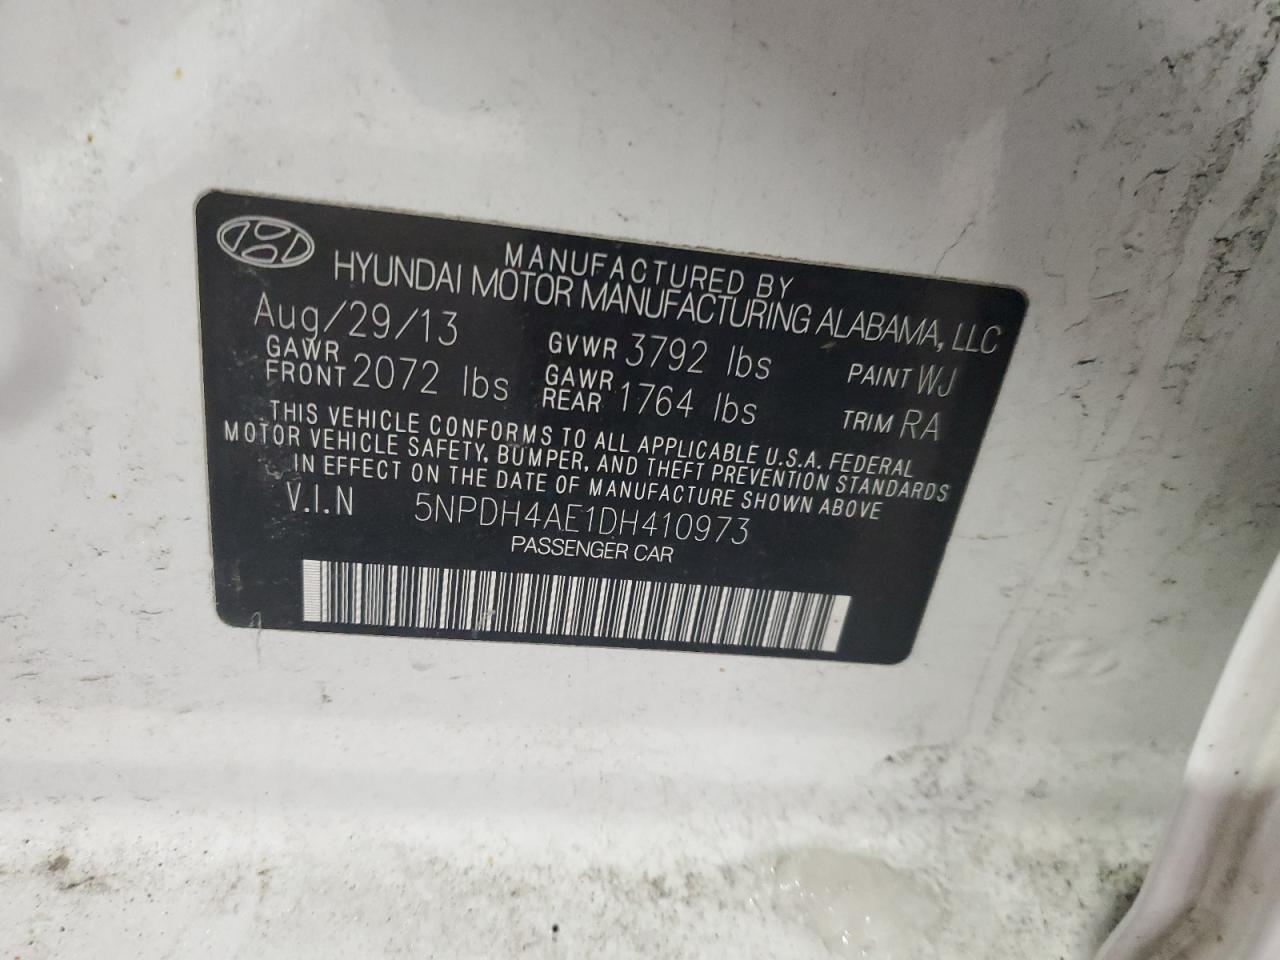 MANUFACTURED BY
HYUNDAI MOTOR MANUFACTURING ALABAMA, LLC
Aug/29/13 GVWR 3792 lbs PAINT WJ
GAWR FRONT 2072 lbs GAWR REAR 1764 lbs TRIM RA
THIS VEHICLE CONFORMS TO ALL APPLICABLE U.S.A. FEDERAL
MOTOR VEHICLE SAFETY, BUMPER, AND THEFT PREVENTION STANDARDS
IN EFFECT ON THE DATE OF MANUFACTURE SHOWN ABOVE
V.I.N 5NPDH4AE1DH410973
PASSENGER CAR